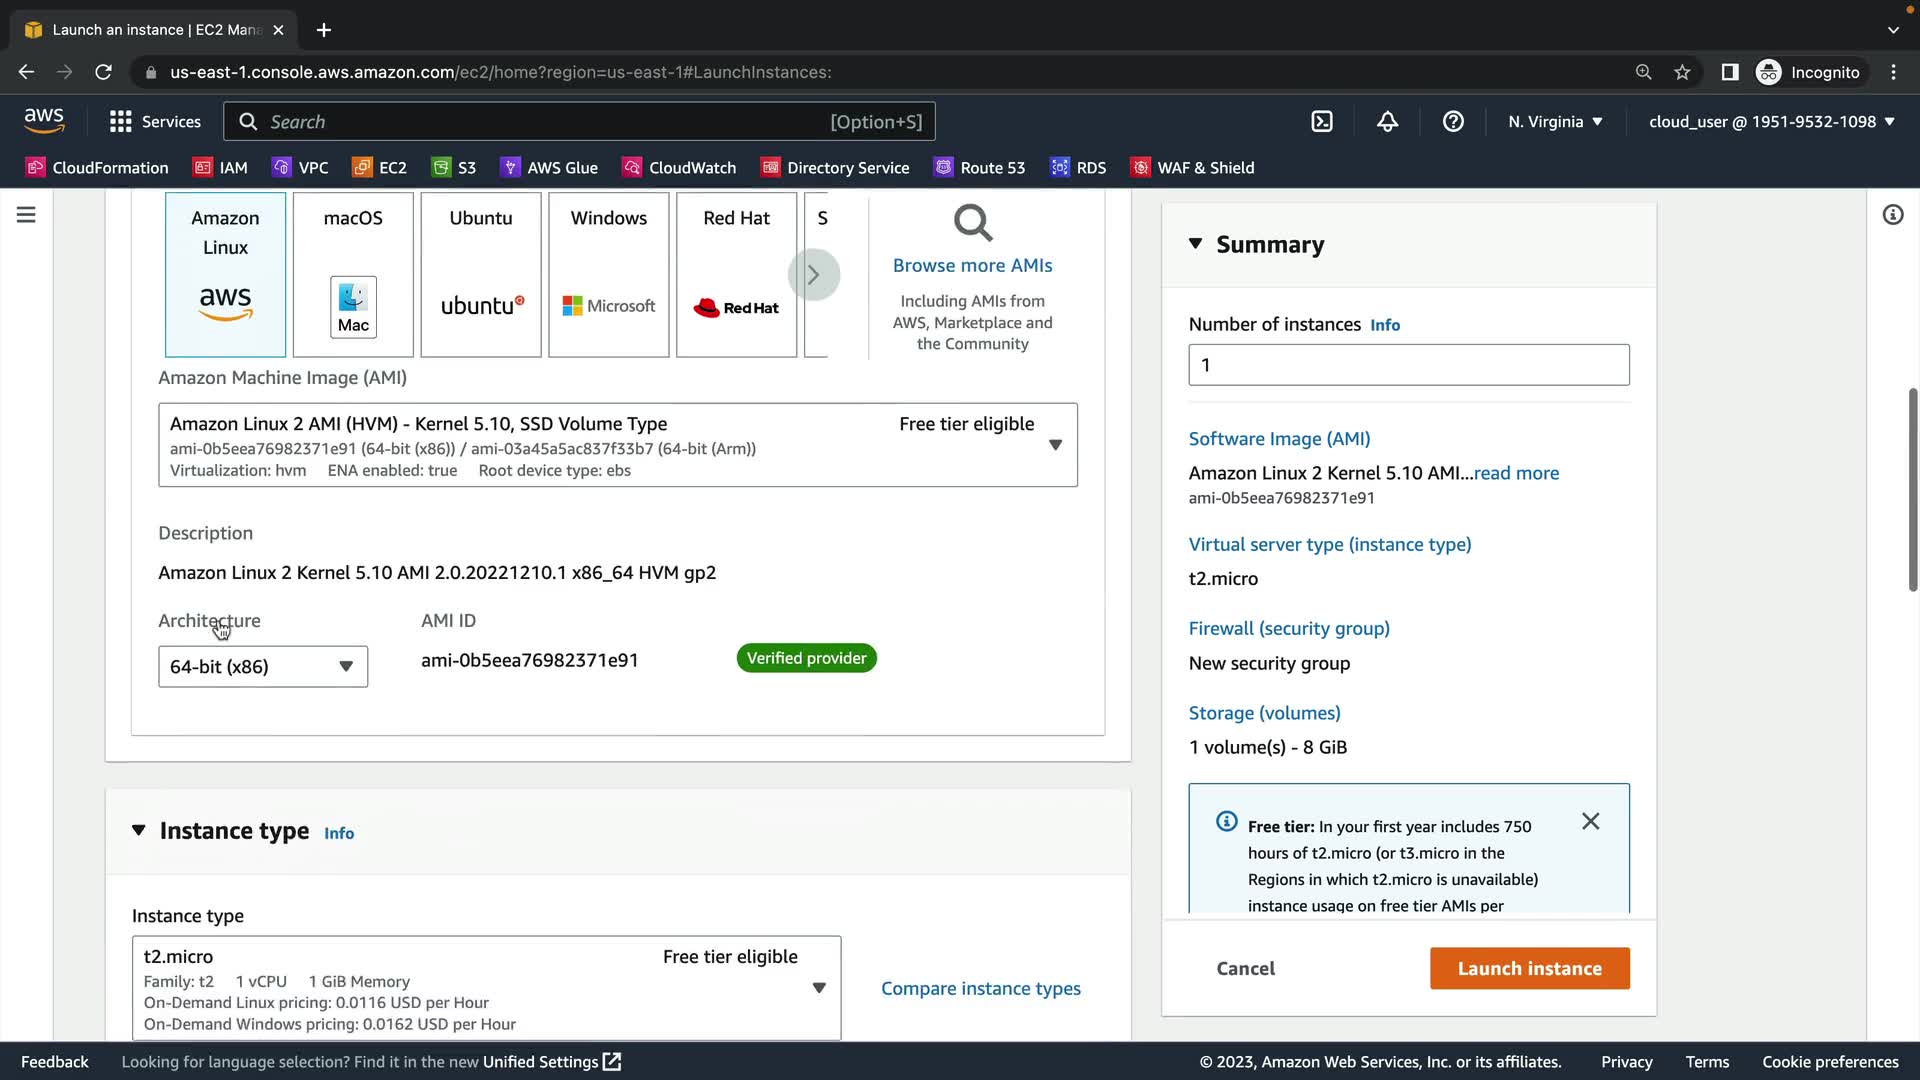 Launch an instance | EC2 Mana
us-east-1.console.aws.amazon.com/ec2/home?region=us-east-1#LaunchInstances:
Incognito
aws
Services
Search
[Option+S]
N. Virginia
cloud_user @ 1951-9532-1098
CloudFormation
IAM
VPC
EC2
S3
AWS Glue
CloudWatch
Directory Service
Route 53
RDS
WAF & Shield
Amazon
Linux
aws
macOS
Mac
Ubuntu
ubuntu
Windows
Microsoft
Red Hat
Red Hat
S
Browse more AMIs
Including AMIs from
AWS, Marketplace and
the Community
Amazon Machine Image (AMI)
Amazon Linux 2 AMI (HVM) - Kernel 5.10, SSD Volume Type
Free tier eligible
ami-0b5eea76982371e91 (64-bit (x86)) / ami-03a45a5ac837f33b7 (64-bit (Arm))
Virtualization: hvm ENA enabled: true Root device type: ebs
Description
Amazon Linux 2 Kernel 5.10 AMI 2.0.20221210.1 x86_64 HVM gp2
Architecture
AMI ID
64-bit (x86)
ami-0b5eea76982371e91
Verified provider
Instance type Info
Instance type
t2.micro
Free tier eligible
Family: t2 1 vCPU 1 GiB Memory
On-Demand Linux pricing: 0.0116 USD per Hour
On-Demand Windows pricing: 0.0162 USD per Hour
Compare instance types
Summary
Number of instances Info
1
Software Image (AMI)
Amazon Linux 2 Kernel 5.10 AMI...read more
ami-0b5eea76982371e91
Virtual server type (instance type)
t2.micro
Firewall (security group)
New security group
Storage (volumes)
1 volume(s) - 8 GiB
Free tier: In your first year includes 750
hours of t2.micro (or t3.micro in the
Regions in which t2.micro is unavailable)
instance usage on free tier AMIs per
Cancel
Launch instance
Feedback
Looking for language selection? Find it in the new Unified Settings
© 2023, Amazon Web Services, Inc. or its affiliates.
Privacy
Terms
Cookie preferences